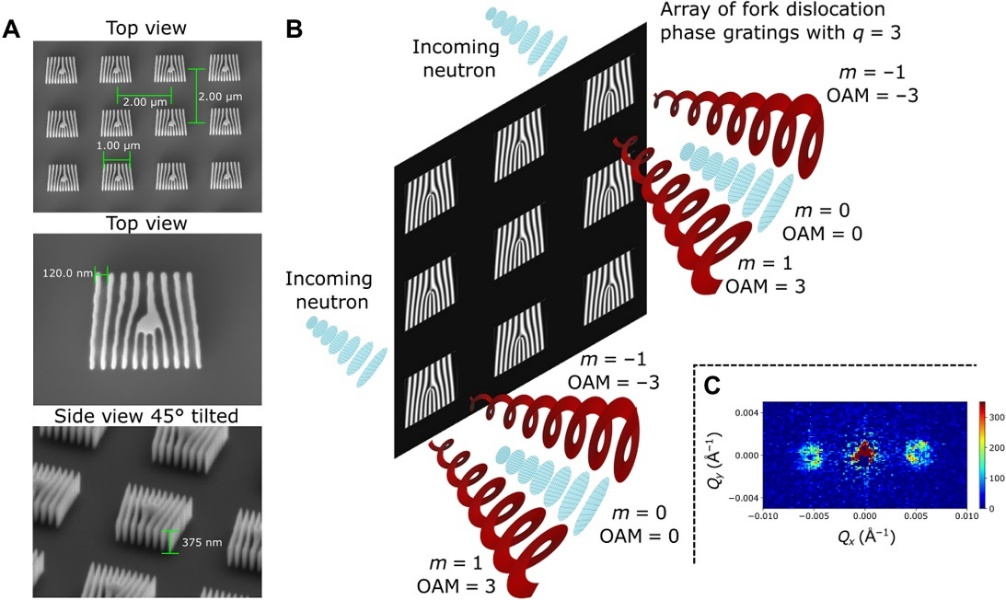 A
Top view
2.00 µm
2.00 µm
1.00 µm
Top view
120.0 nm
Side view 45° tilted
375 nm
B
Incoming
neutron
Array of fork dislocation
phase gratings with q = 3
m = –1
OAM = –3
m = 0
OAM = 0
m = 1
OAM = 3
Incoming
neutron
m = –1
OAM = –3
m = 0
OAM = 0
m = 1
OAM = 3
C
0.004
0.000
−0.004
Qy (Å⁻¹)
−0.010
−0.005
0.000
0.005
0.010
Qx (Å⁻¹)
300
200
100
0